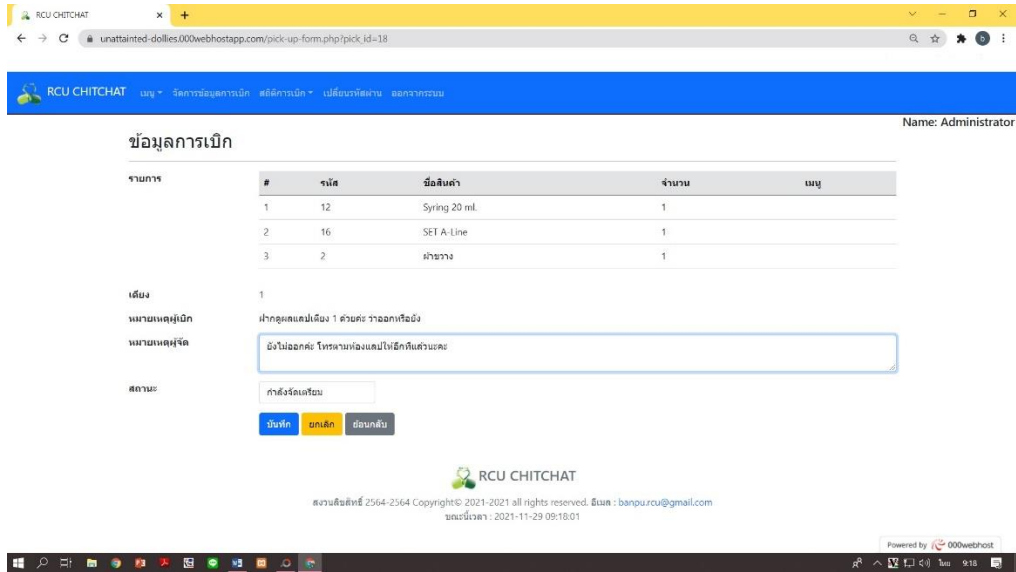 RCU CHITCHAT
unattainted-dollies.000webhostapp.com/pick-up-form.php?pick_id=18
b
RCU CHITCHAT เมนู จัดการข้อมูลการเบิก สถิติการเบิก เปลี่ยนรหัสผ่าน ออกจากระบบ
Name: Administrator
ข้อมูลการเบิก
รายการ
# รหัส ชื่อสินค้า จำนวน เมนู
1 12 Syring 20 ml. 1
2 16 SET A-Line 1
3 2 ผ้าขวาง 1
เตียง 1
หมายเหตุผู้เบิก ฝากดูผลแลปเตียง 1 ด้วยค่ะ ว่าออกหรือยัง
หมายเหตุผู้จัด ยังไม่ออกค่ะ โทรตามห้องแลปให้อีกทีแล้วนะคะ
สถานะ กำลังจัดเตรียม
บันทึก ยกเลิก ย้อนกลับ
RCU CHITCHAT
สงวนลิขสิทธิ์ 2564-2564 Copyright© 2021-2021 all rights reserved. อีเมล : banpu.rcu@gmail.com
ขณะนี้เวลา : 2021-11-29 09:18:01
Powered by 000webhost
ไทย 9:18